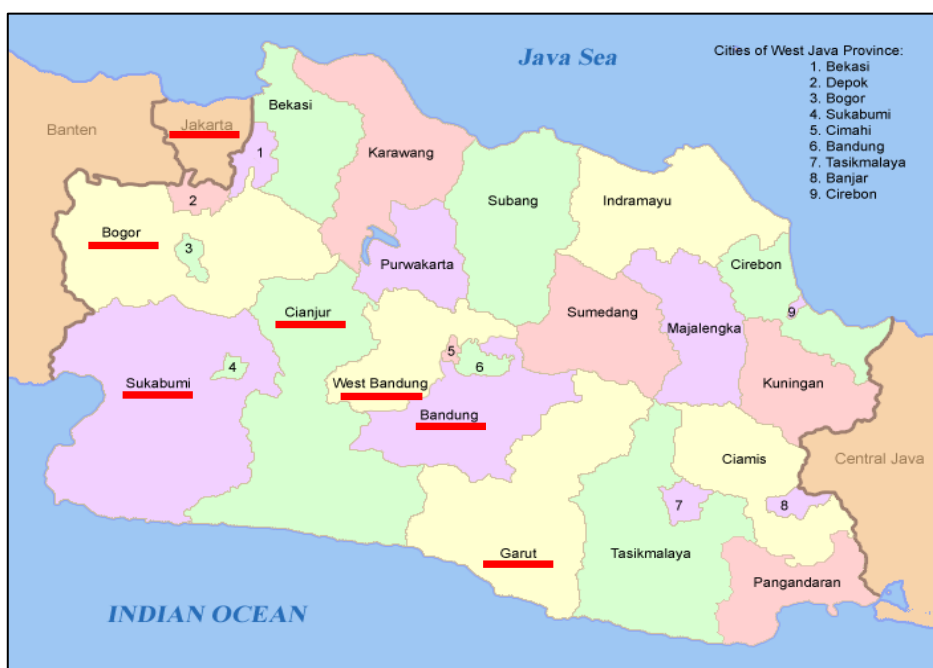 Java Sea
Cities of West Java Province:
1. Bekasi
2. Depok
3. Bogor
4. Sukabumi
5. Cimahi
6. Bandung
7. Tasikmalaya
8. Banjar
9. Cirebon
Banten
Jakarta
Bekasi
1
Karawang
2
Subang
Indramayu
Bogor
3
Purwakarta
Cirebon
Cianjur
Sumedang
9
Majalengka
5
6
4
Sukabumi
West Bandung
Kuningan
Bandung
Ciamis
Central Java
7
8
Garut
Tasikmalaya
Pangandaran
INDIAN OCEAN